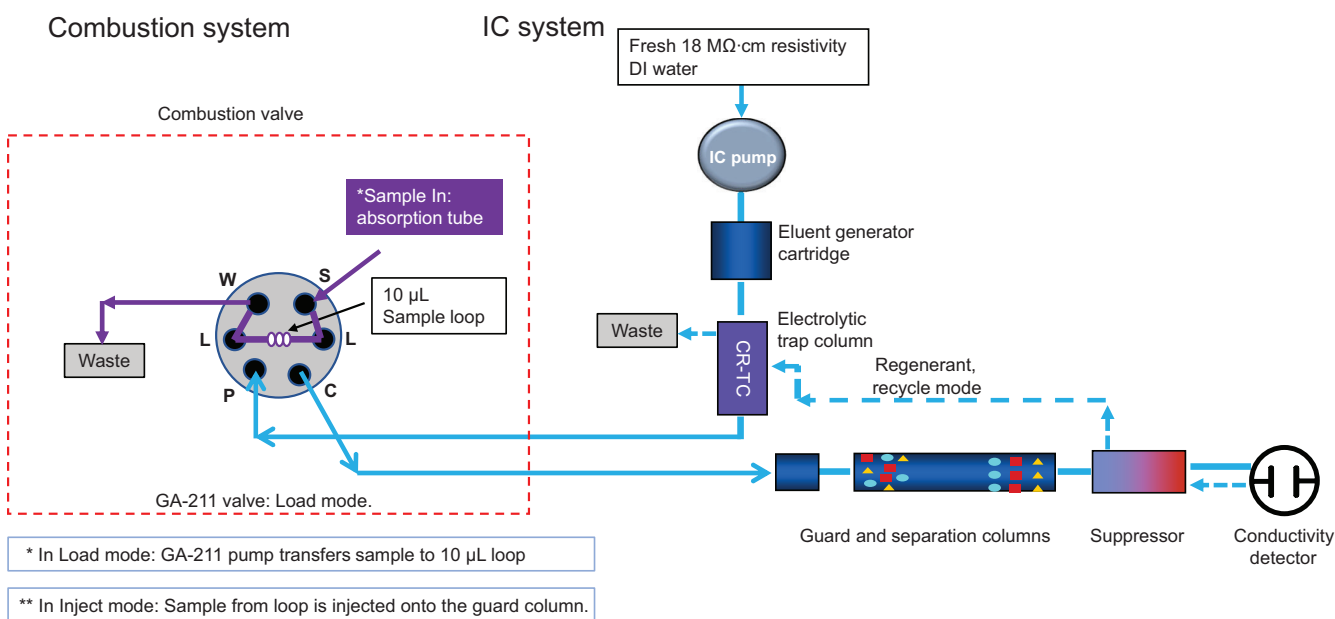 Combustion system
IC system
Fresh 18 MΩ·cm resistivity
DI water
Combustion valve
IC pump
*Sample In:
absorption tube
Eluent generator
cartridge
W
S
10 µL
Sample loop
Waste
Electrolytic
trap column
L
L
Waste
CR-TC
Regenerant,
recycle mode
P
C
GA-211 valve: Load mode.
Guard and separation columns
Suppressor
Conductivity
detector
* In Load mode: GA-211 pump transfers sample to 10 µL loop
** In Inject mode: Sample from loop is injected onto the guard column.